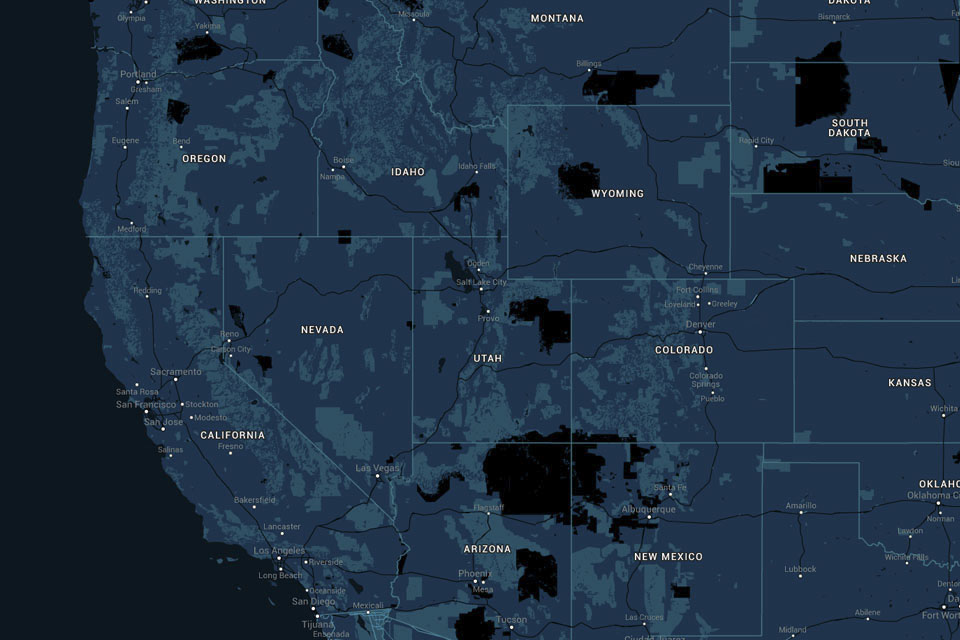 WASHINGTON
Olympia
Yakima
Missoula
MONTANA
DAKOTA
Bismarck
Portland
Gresham
Salem
Billings
Eugene
Bend
OREGON
Boise
Nampa
IDAHO
Idaho Falls
WYOMING
Rapid City
SOUTH
DAKOTA
Medford
Redding
Ogden
Salt Lake City
Provo
Cheyenne
Fort Collins
Loveland
Greeley
NEBRASKA
Reno
Carson City
NEVADA
UTAH
Denver
COLORADO
Colorado
Springs
Pueblo
KANSAS
Wichita
Sacramento
Santa Rosa
San Francisco
Stockton
San Jose
Modesto
CALIFORNIA
Salinas
Fresno
Las Vegas
Bakersfield
Lancaster
Los Angeles
Riverside
Long Beach
Oceanside
San Diego
Tijuana
Mexicali
Ensenada
Flagstaff
ARIZONA
Phoenix
Mesa
Tucson
Santa Fe
Albuquerque
NEW MEXICO
Las Cruces
Ciudad Juarez
Amarillo
Lubbock
Midland
Abilene
OKLAHO
Oklahoma C
Norman
Lawton
Wichita Falls
Dento
Da
Fort Wort